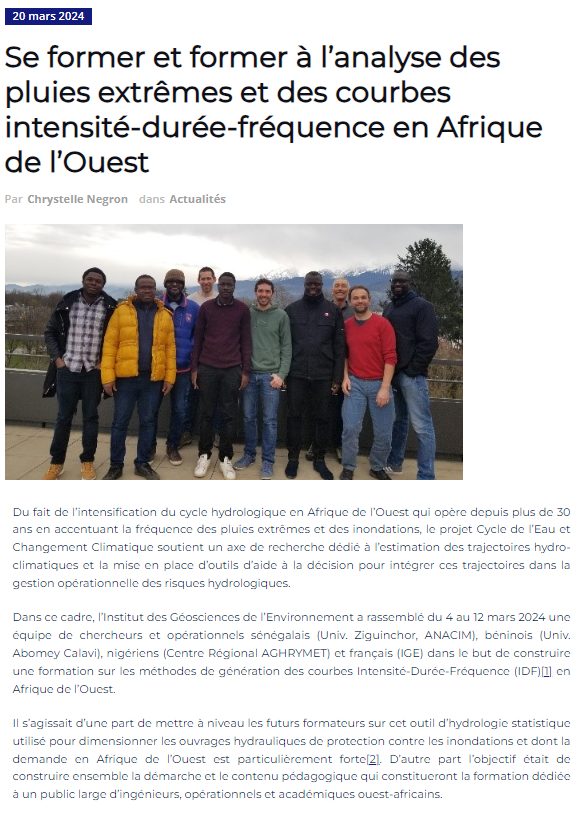 20 mars 2024
Se former et former à l’analyse des
pluies extrêmes et des courbes
intensité-durée-fréquence en Afrique
de l’Ouest
Par Chrystelle Negron dans Actualités
Du fait de l’intensification du cycle hydrologique en Afrique de l’Ouest qui opère depuis plus de 30
ans en accentuant la fréquence des pluies extrêmes et des inondations, le projet Cycle de l’Eau et
Changement Climatique soutient un axe de recherche dédié à l’estimation des trajectoires hydro-
climatiques et la mise en place d’outils d’aide à la décision pour intégrer ces trajectoires dans la
gestion opérationnelle des risques hydrologiques.
Dans ce cadre, l’Institut des Géosciences de l’Environnement a rassemblé du 4 au 12 mars 2024 une
équipe de chercheurs et opérationnels sénégalais (Univ. Ziguinchor, ANACIM), béninois (Univ.
Abomey Calavi), nigériens (Centre Régional AGHRYMET) et français (IGE) dans le but de construire
une formation sur les méthodes de génération des courbes Intensité-Durée-Fréquence (IDF)[1] en
Afrique de l’Ouest.
Il s’agissait d’une part de mettre à niveau les futurs formateurs sur cet outil d’hydrologie statistique
utilisé pour dimensionner les ouvrages hydrauliques de protection contre les inondations et dont la
demande en Afrique de l’Ouest est particulièrement forte[2]. D’autre part l’objectif était de
construire ensemble la démarche et le contenu pédagogique qui constitueront la formation dédiée
à un public large d’ingénieurs, opérationnels et académiques ouest-africains.